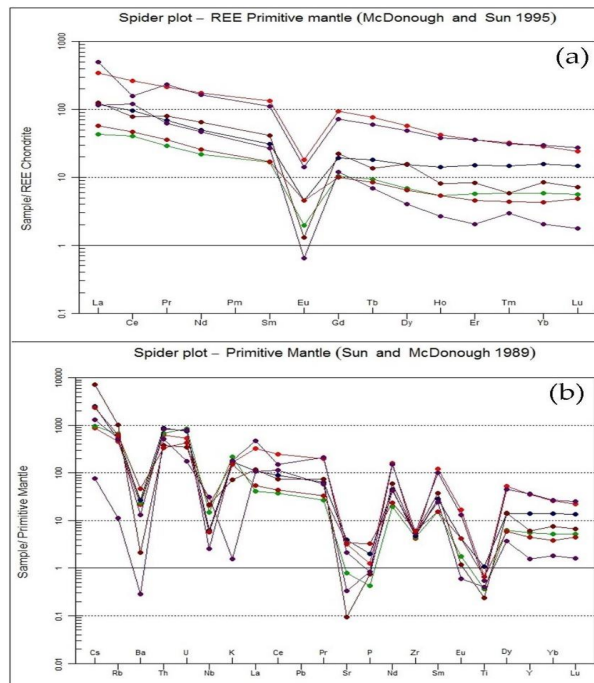 Spider plot – REE Primitive mantle (McDonough and Sun 1995)
(a)
Sample/ REE Chondrite
1000
100
10
1
0.1
La Pr Pm Eu Tb Ho Tm Lu
Ce Nd Sm Gd Dy Er Yb
Spider plot – Primitive Mantle (Sun and McDonough 1989)
(b)
Sample/ Primitive Mantle
10000
1000
100
10
1
0.1
0.01
Cs Ba U K Ce Pr P Zr Eu Dy Yb
Rb Th Nb La Pb Sr Nd Sm Ti Y Lu